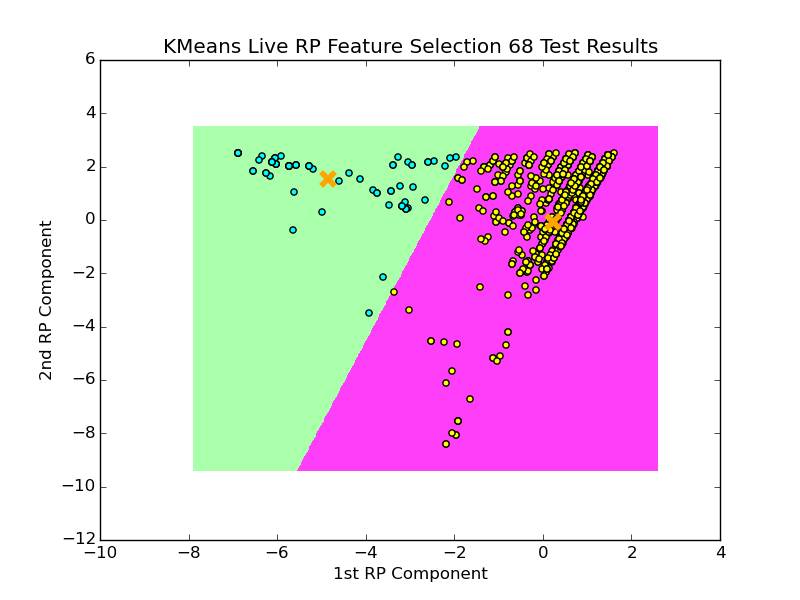 KMeans Live RP Feature Selection 68 Test Results
6
4
2
0
−2
−4
−6
−8
−10
−12
2nd RP Component
−10 −8 −6 −4 −2 0 2 4
1st RP Component